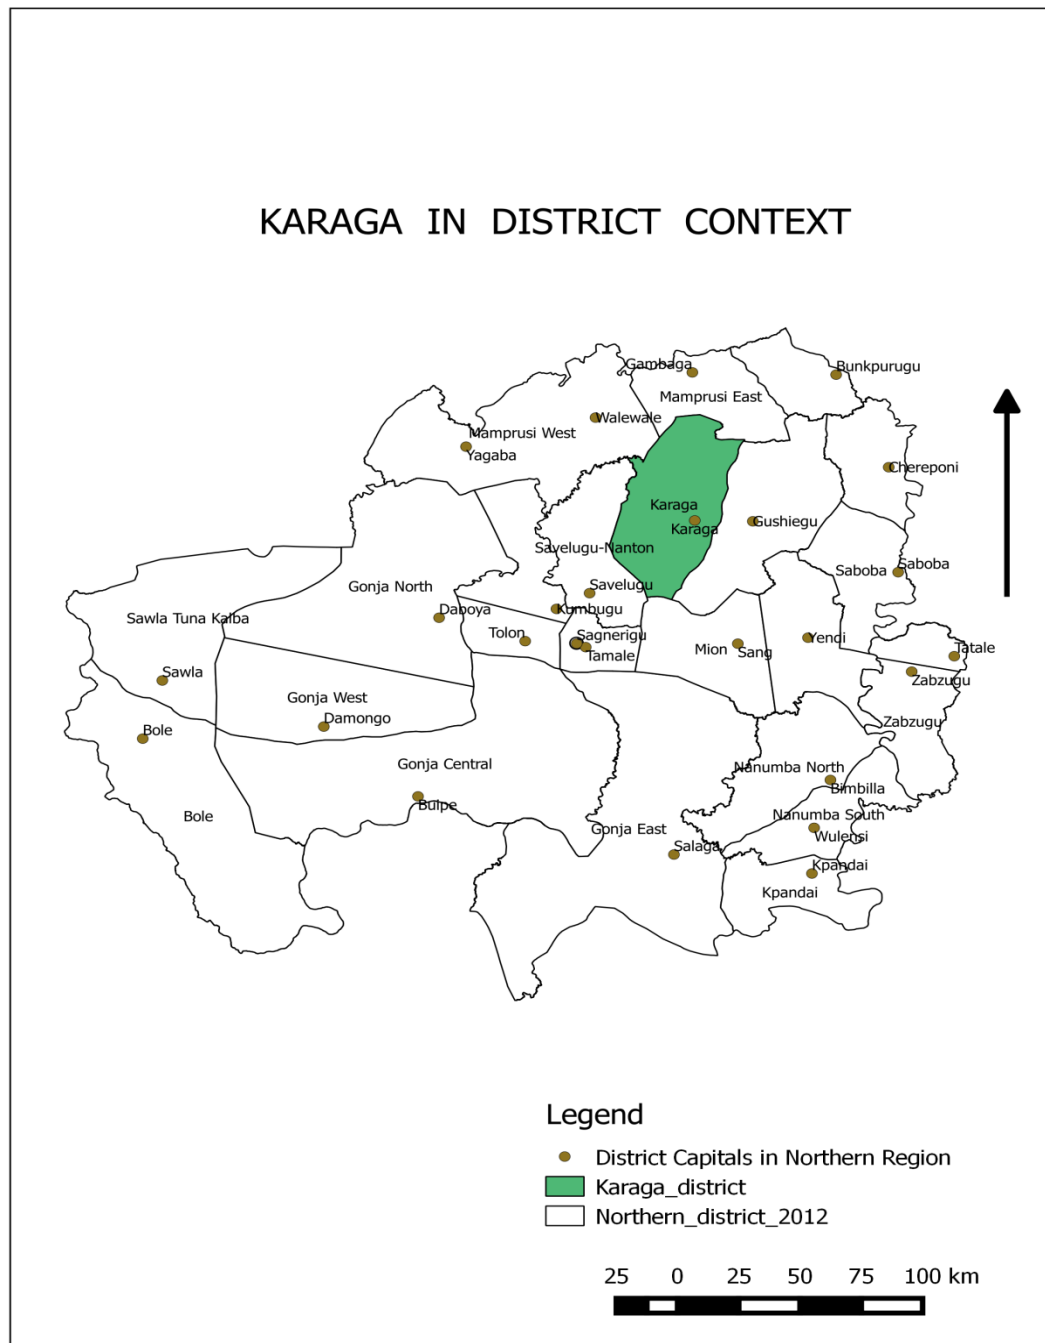 KARAGA IN DISTRICT CONTEXT
Gambaga
Bunkpurugu
Mamprusi East
Walewale
Mamprusi West
Yagaba
Chereponi
Karaga
Karaga
Gushiegu
Savelugu-Nanton
Saboba
Saboba
Gonja North
Savelugu
Daboya
Kumbugu
Sawla Tuna Kalba
Tolon
Sagnerigu
Tamale
Mion
Sang
Yendi
Tatale
Sawla
Zabzugu
Gonja West
Damongo
Zabzugu
Bole
Gonja Central
Nanumba North
Bimbilla
Buipe
Bole
Gonja East
Nanumba South
Wulensi
Salaga
Kpandai
Kpandai
Legend
District Capitals in Northern Region
Karaga_district
Northern_district_2012
25 0 25 50 75 100 km